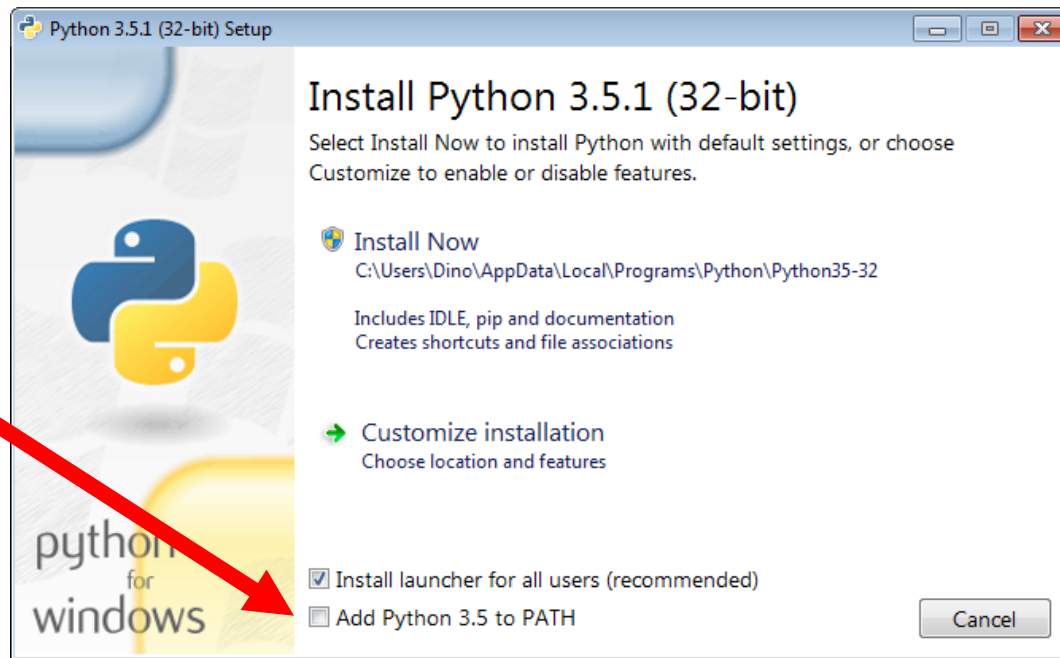 Python 3.5.1 (32-bit) Setup
Install Python 3.5.1 (32-bit)
Select Install Now to install Python with default settings, or choose
Customize to enable or disable features.
Install Now
C:\Users\Dino\AppData\Local\Programs\Python\Python35-32
Includes IDLE, pip and documentation
Creates shortcuts and file associations
Customize installation
Choose location and features
python
for
windows
Install launcher for all users (recommended)
Add Python 3.5 to PATH
Cancel